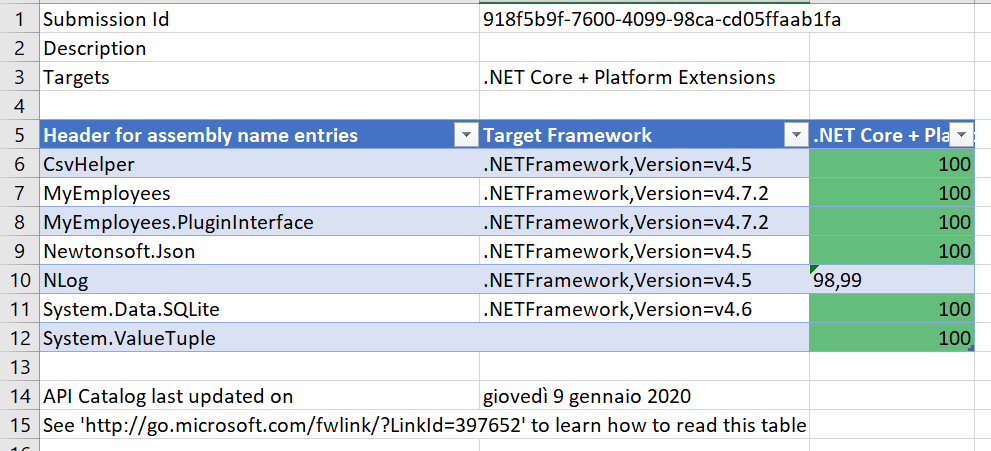 1 Submission Id 918f5b9f-7600-4099-98ca-cd05ffaab1fa
2 Description
3 Targets .NET Core + Platform Extensions
4
5 Header for assembly name entries Target Framework .NET Core + Pla
6 CsvHelper .NETFramework,Version=v4.5 100
7 MyEmployees .NETFramework,Version=v4.7.2 100
8 MyEmployees.PluginInterface .NETFramework,Version=v4.7.2 100
9 Newtonsoft.Json .NETFramework,Version=v4.5 100
10 NLog .NETFramework,Version=v4.5 98,99
11 System.Data.SQLite .NETFramework,Version=v4.6 100
12 System.ValueTuple 100
13
14 API Catalog last updated on giovedì 9 gennaio 2020
15 See 'http://go.microsoft.com/fwlink/?LinkId=397652' to learn how to read this table